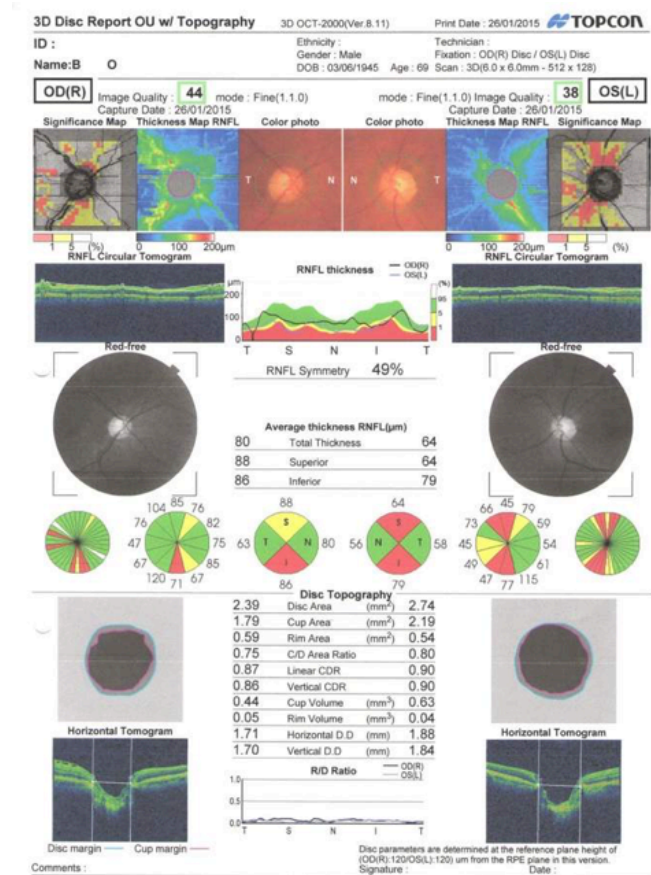 3D Disc Report OU w/ Topography 3D OCT-2000(Ver.8.11) Print Date : 26/01/2015 TOPCON
ID : Ethnicity : Technician :
Gender : Male Fixation : OD(R) Disc / OS(L) Disc
Name:B O DOB : 03/06/1945 Age : 69 Scan : 3D(6.0 x 6.0mm - 512 x 128)
OD(R) Image Quality : 44 mode : Fine(1.1.0) mode : Fine(1.1.0) Image Quality : 38 OS(L)
Capture Date : 26/01/2015 Capture Date : 26/01/2015
Significance Map Thickness Map RNFL Color photo Color photo Thickness Map RNFL Significance Map
T N N T
1 5 (%) 0 100 200μm 0 100 200μm 1 5 (%)
RNFL Circular Tomogram RNFL Circular Tomogram
RNFL thickness OD(R)
OS(L)
μm (%)
200 95
100 5
0 1
T S N I T
Red-free Red-free
RNFL Symmetry 49%
Average thickness RNFL(μm)
80 Total Thickness 64
88 Superior 64
86 Inferior 79
104 85 76 88 64 66 45 79
76 82 S S 73 59
47 75 63 T N 80 56 N T 58 45 54
67 85 I I 49 61
120 71 67 86 79 47 77 115
Disc Topography
2.39 Disc Area (mm²) 2.74
1.79 Cup Area (mm²) 2.19
0.59 Rim Area (mm²) 0.54
0.75 C/D Area Ratio 0.80
0.87 Linear CDR 0.90
0.86 Vertical CDR 0.90
0.44 Cup Volume (mm³) 0.63
0.05 Rim Volume (mm³) 0.04
1.71 Horizontal D.D (mm) 1.88
1.70 Vertical D.D (mm) 1.84
Horizontal Tomogram Horizontal Tomogram
R/D Ratio OD(R)
OS(L)
1.0
0.5
0.0
T S N I T
Disc margin Cup margin
Disc parameters are determined at the reference plane height of
(OD(R):120/OS(L):120) um from the RPE plane in this version.
Comments : Signature : Date :